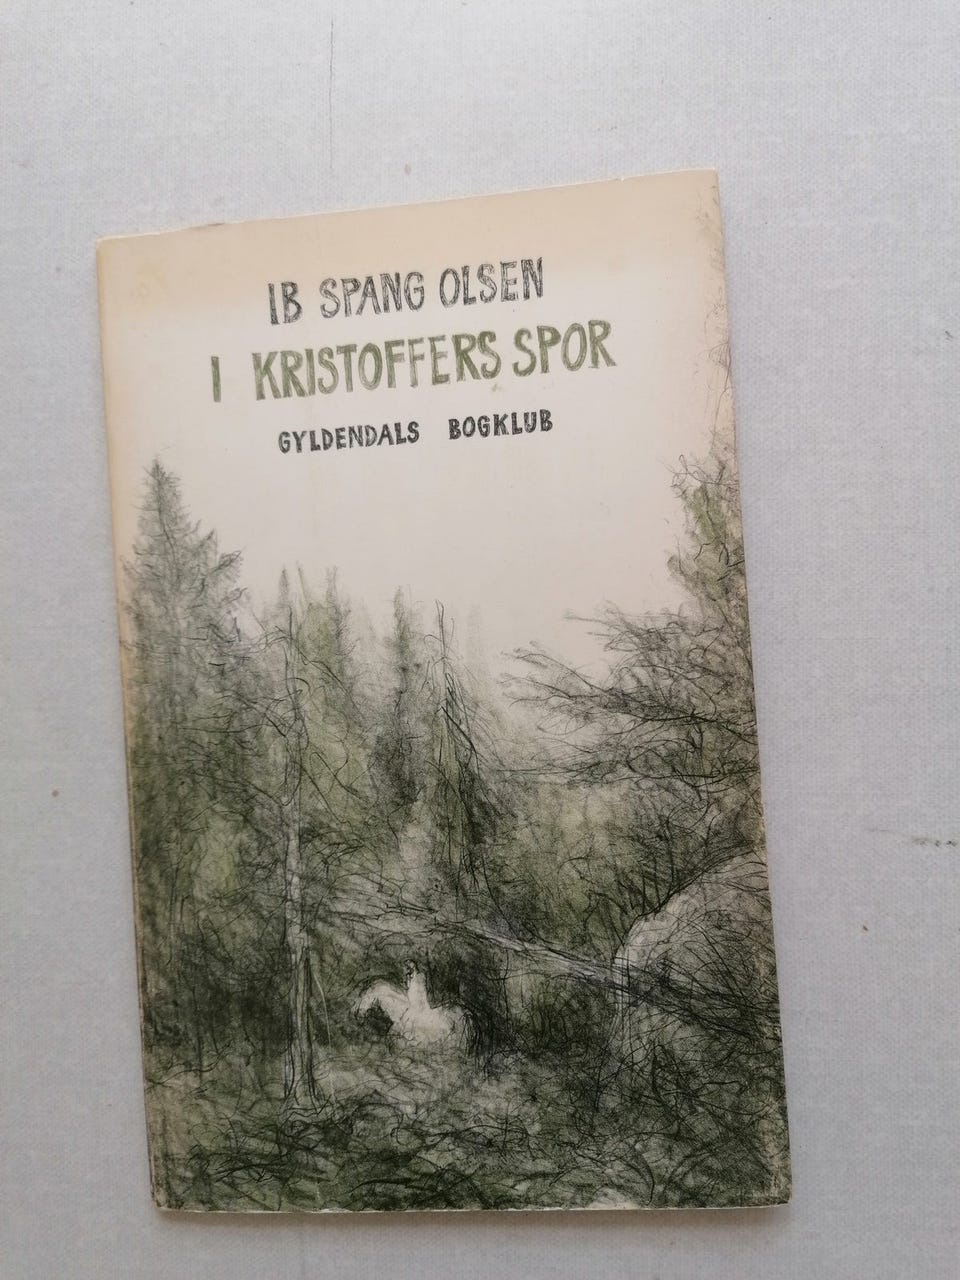 IB SPANG OLSEN
I KRISTOFFERS SPOR
GYLDENDALS BOGKLUB